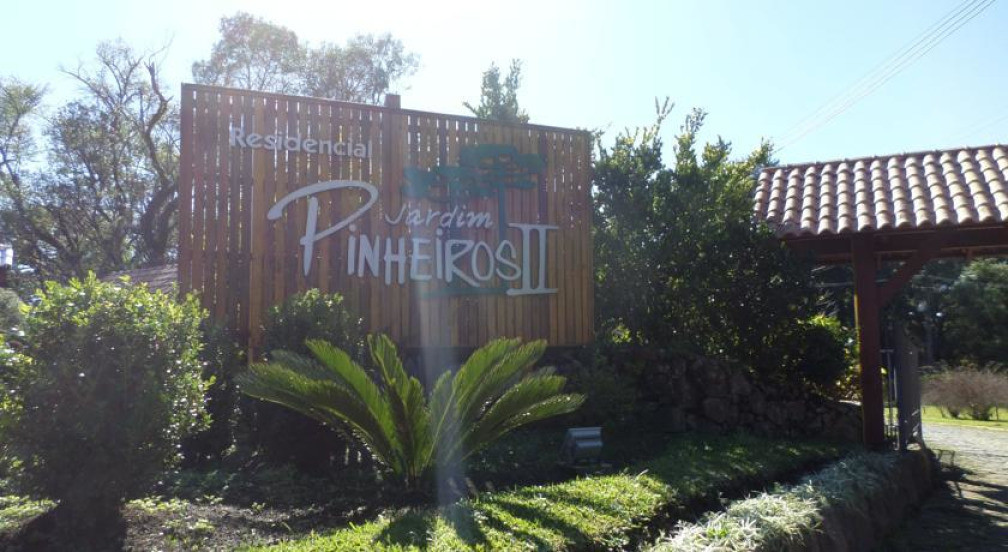 Residencial
Jardim
PINHEIROS II